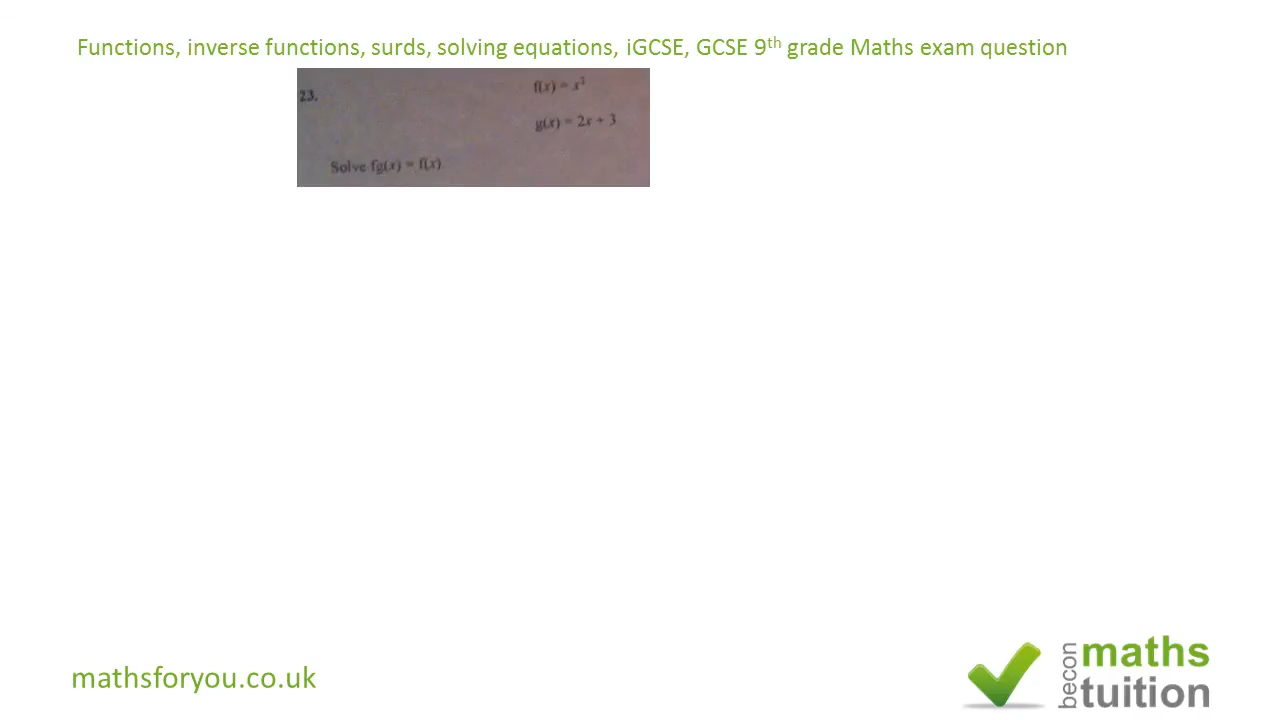 Functions, inverse functions, surds, solving equations, iGCSE, GCSE 9th grade Maths exam question
23.
f(x) = x²
g(x) = 2x + 3
Solve fg(x) = f(x)
mathsforyou.co.uk
becon maths tuition